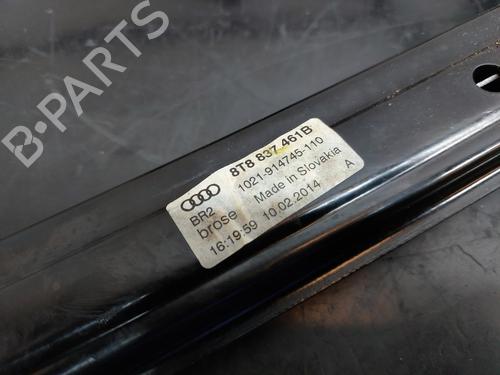 B-PARTS
8T8 837 461B
1021-914745-110
BR2 Made in Slovakia
brose
16:19:59 10.02.2014 A